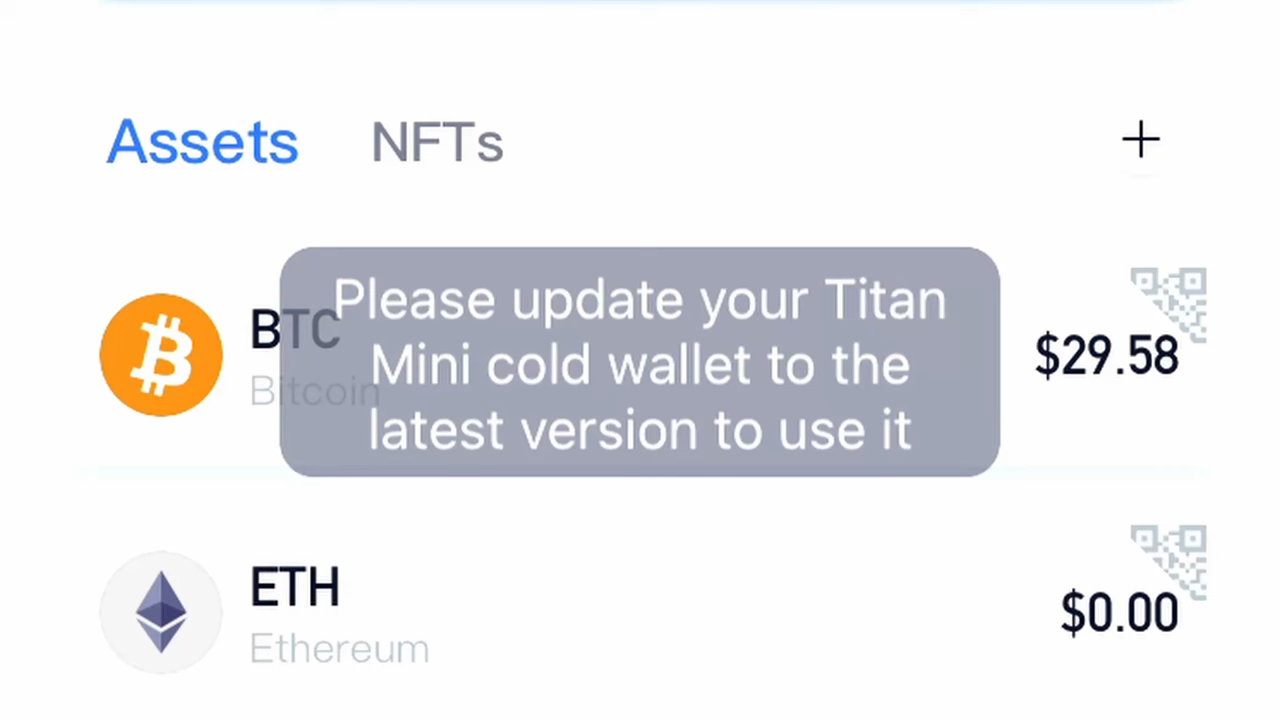 Assets NFTs +
Please update your Titan
Mini cold wallet to the
latest version to use it
BTC
Bitcoin
$29.58
ETH
Ethereum
$0.00